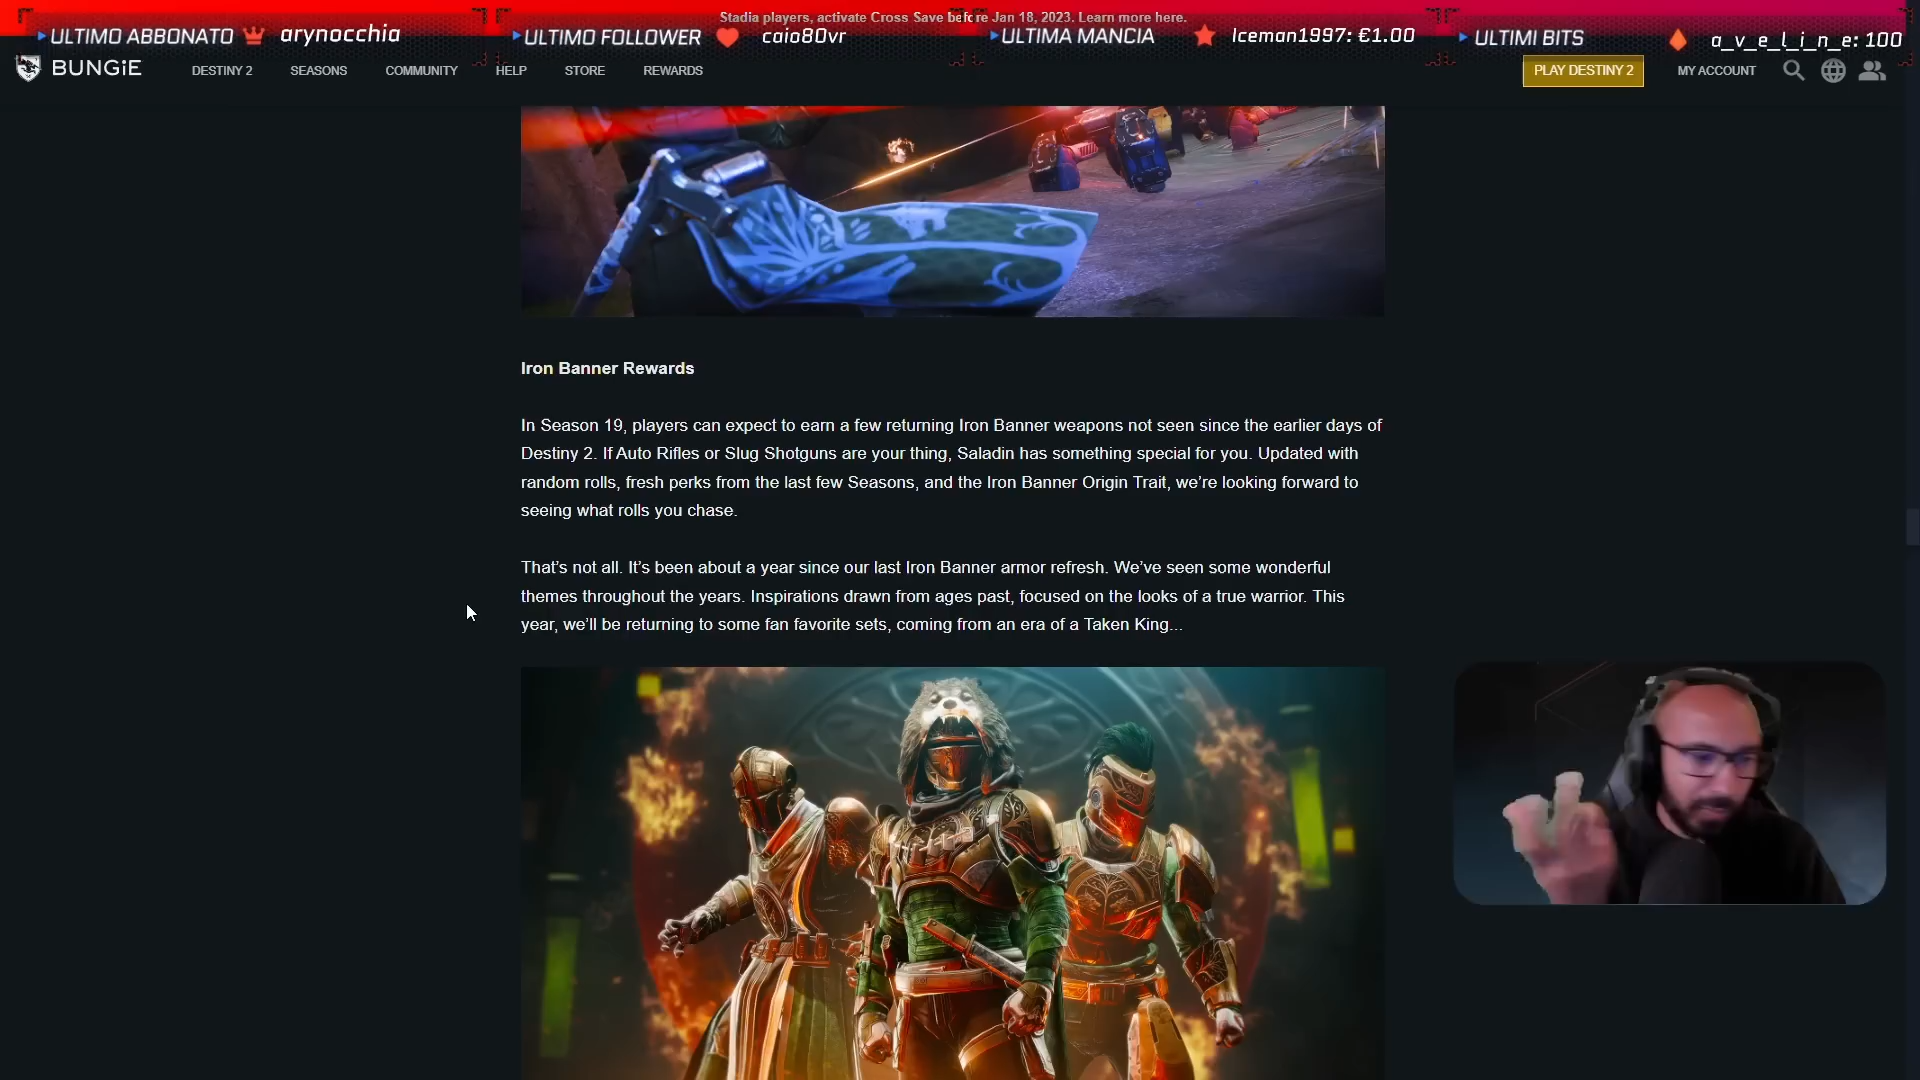 Stadia players, activate Cross Save before Jan 18, 2023. Learn more here.
ULTIMO ABBONATO arynocchia ULTIMO FOLLOWER caio80vr ULTIMA MANCIA Iceman1997: €1.00 ULTIMI BITS a_v_e_l_i_n_e: 100
BUNGiE DESTINY 2 SEASONS COMMUNITY HELP STORE REWARDS PLAY DESTINY 2 MY ACCOUNT
Iron Banner Rewards
In Season 19, players can expect to earn a few returning Iron Banner weapons not seen since the earlier days of
Destiny 2. If Auto Rifles or Slug Shotguns are your thing, Saladin has something special for you. Updated with
random rolls, fresh perks from the last few Seasons, and the Iron Banner Origin Trait, we’re looking forward to
seeing what rolls you chase.
That’s not all. It’s been about a year since our last Iron Banner armor refresh. We’ve seen some wonderful
themes throughout the years. Inspirations drawn from ages past, focused on the looks of a true warrior. This
year, we’ll be returning to some fan favorite sets, coming from an era of a Taken King...